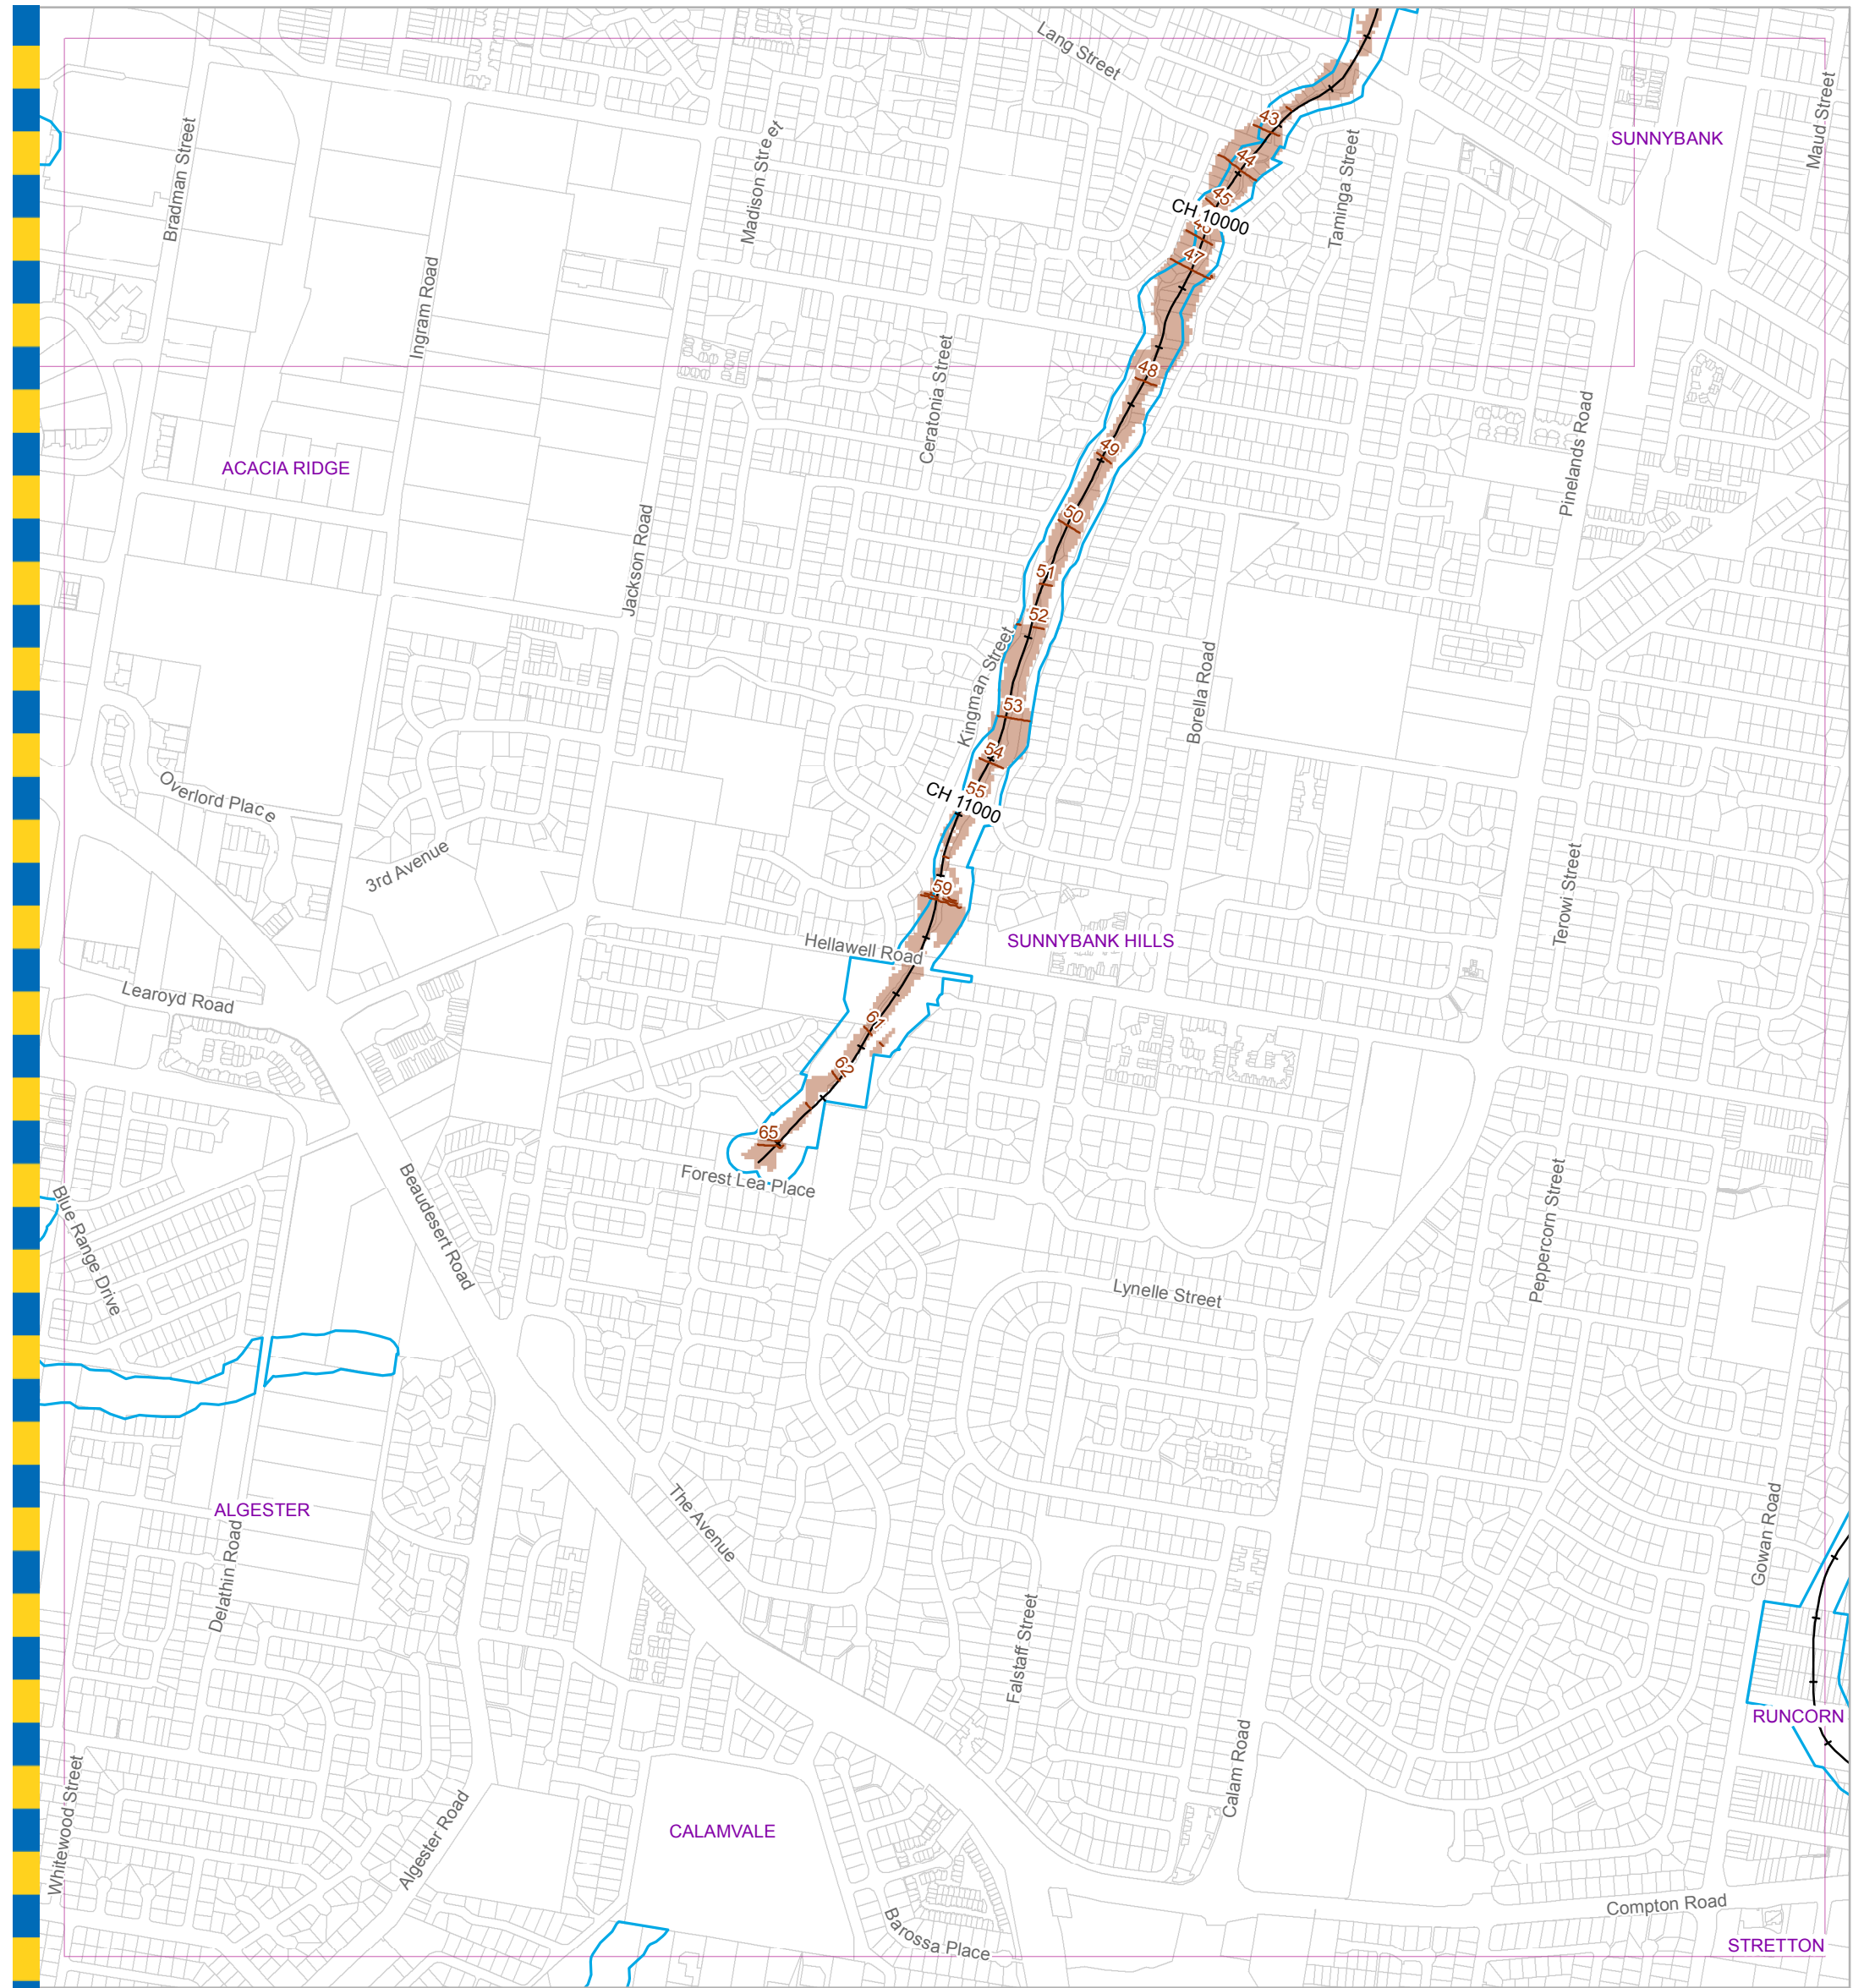 Lang Street
Maud Street
SUNNYBANK
43
Bradman Street
Madison Street
44
Taminga Street
45
CH 10000
47
Ingram Road
Ceratonia Street
48
Pinelands Road
49
ACACIA RIDGE
50
Jackson Road
51
52
Kingman Street
Borella Road
53
54
Overlord Place
55
CH 11000
3rd Avenue
59
Terowi Street
Hellawell Road
SUNNYBANK HILLS
Learoyd Road
61
62
65
Forest Lea Place
Blue Range Drive
Beaudesert Road
Peppercorn Street
Lynelle Street
ALGESTER
The Avenue
Gowan Road
Delathin Road
Falstaff Street
RUNCORN
Calam Road
Whitewood Street
Algester Road
CALAMVALE
Compton Road
Barossa Place
STRETTON